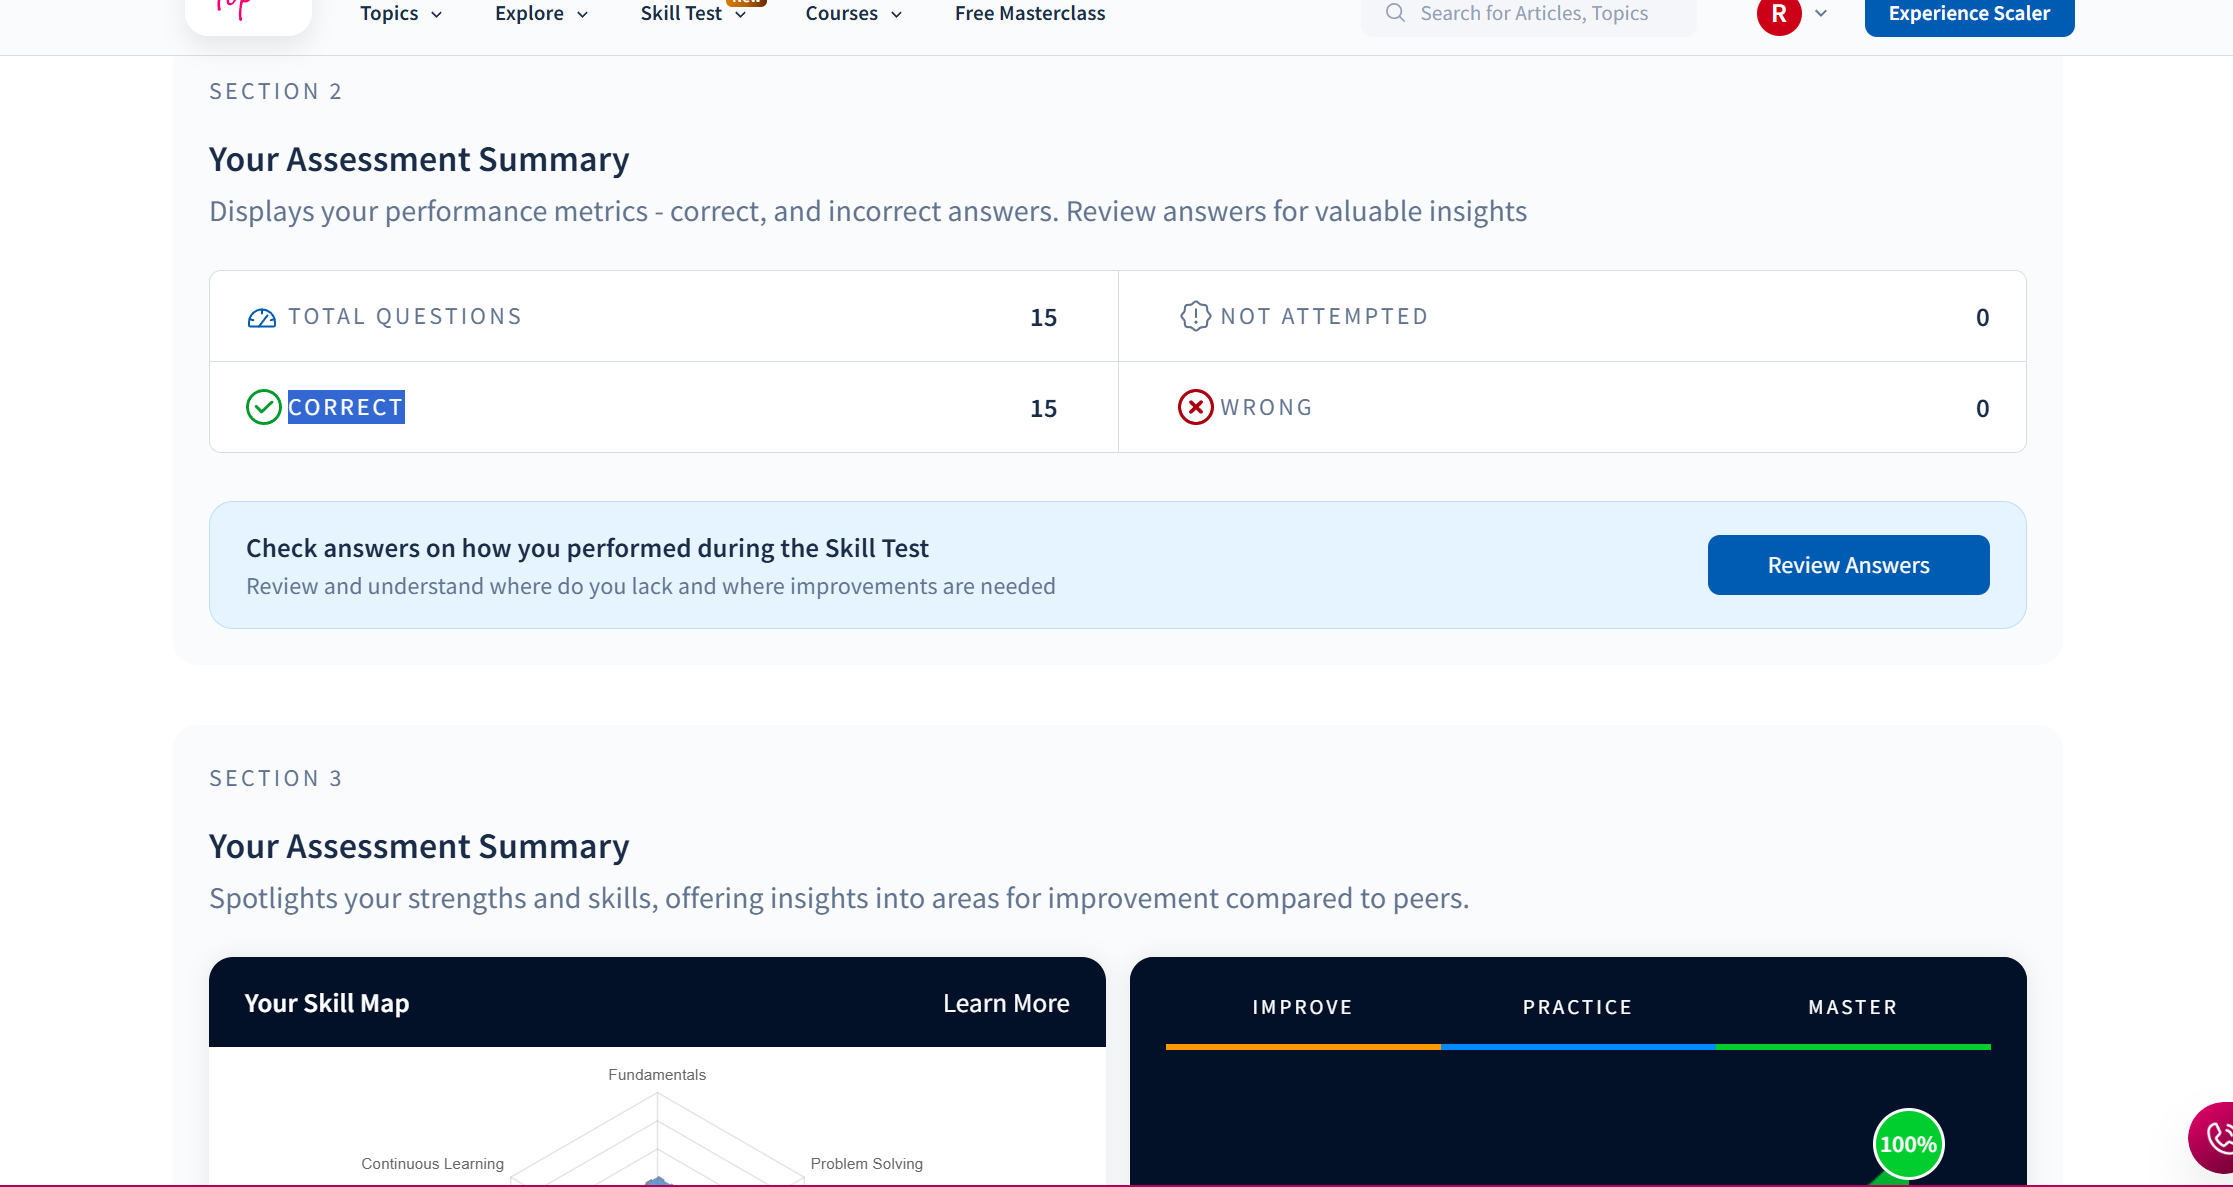 Topics
Explore
Skill Test
New
Courses
Free Masterclass
Search for Articles, Topics
R
Experience Scaler
SECTION 2
Your Assessment Summary
Displays your performance metrics - correct, and incorrect answers. Review answers for valuable insights
TOTAL QUESTIONS 15
NOT ATTEMPTED 0
CORRECT 15
WRONG 0
Check answers on how you performed during the Skill Test
Review and understand where do you lack and where improvements are needed
Review Answers
SECTION 3
Your Assessment Summary
Spotlights your strengths and skills, offering insights into areas for improvement compared to peers.
Your Skill Map
Learn More
IMPROVE
PRACTICE
MASTER
Fundamentals
Continuous Learning
Problem Solving
100%